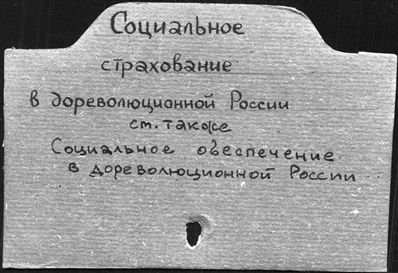 Социальное
страхование
в дореволюционной России
см. также
Социальное обеспечение
в дореволюционной России